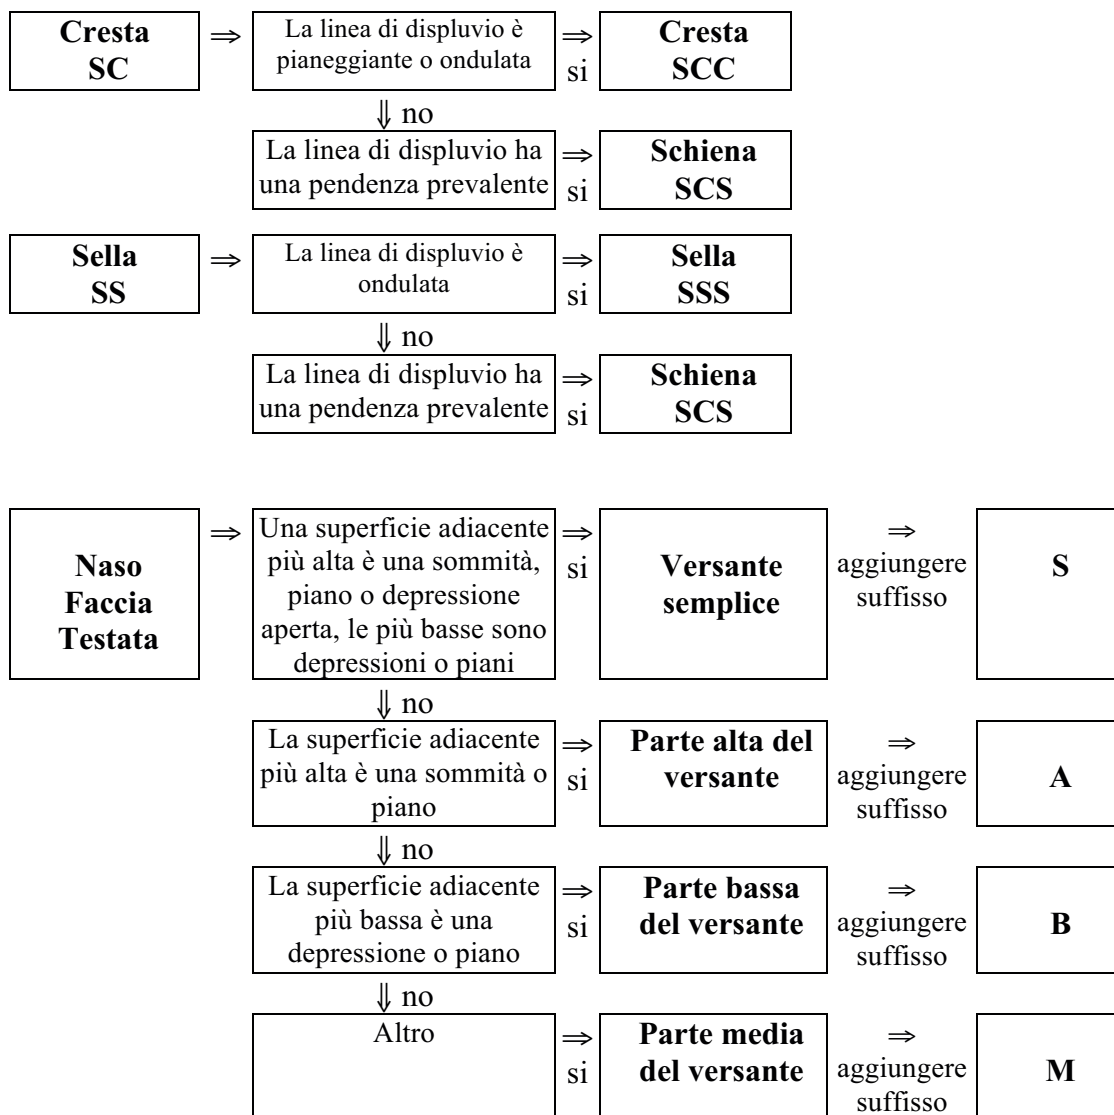 Cresta
SC
⇒
La linea di displuvio è
pianeggiante o ondulata
⇒
si
Cresta
SCC
⇓ no
La linea di displuvio ha
una pendenza prevalente
⇒
si
Schiena
SCS
Sella
SS
⇒
La linea di displuvio è
ondulata
⇒
si
Sella
SSS
⇓ no
La linea di displuvio ha
una pendenza prevalente
⇒
si
Schiena
SCS
Naso
Faccia
Testata
⇒
Una superficie adiacente
più alta è una sommità,
piano o depressione
aperta, le più basse sono
depressioni o piani
⇒
si
Versante
semplice
⇒
aggiungere
suffisso
S
⇓ no
La superficie adiacente
più alta è una sommità o
piano
⇒
si
Parte alta del
versante
⇒
aggiungere
suffisso
A
⇓ no
La superficie adiacente
più bassa è una
depressione o piano
⇒
si
Parte bassa
del versante
⇒
aggiungere
suffisso
B
⇓ no
Altro
⇒
si
Parte media
del versante
⇒
aggiungere
suffisso
M